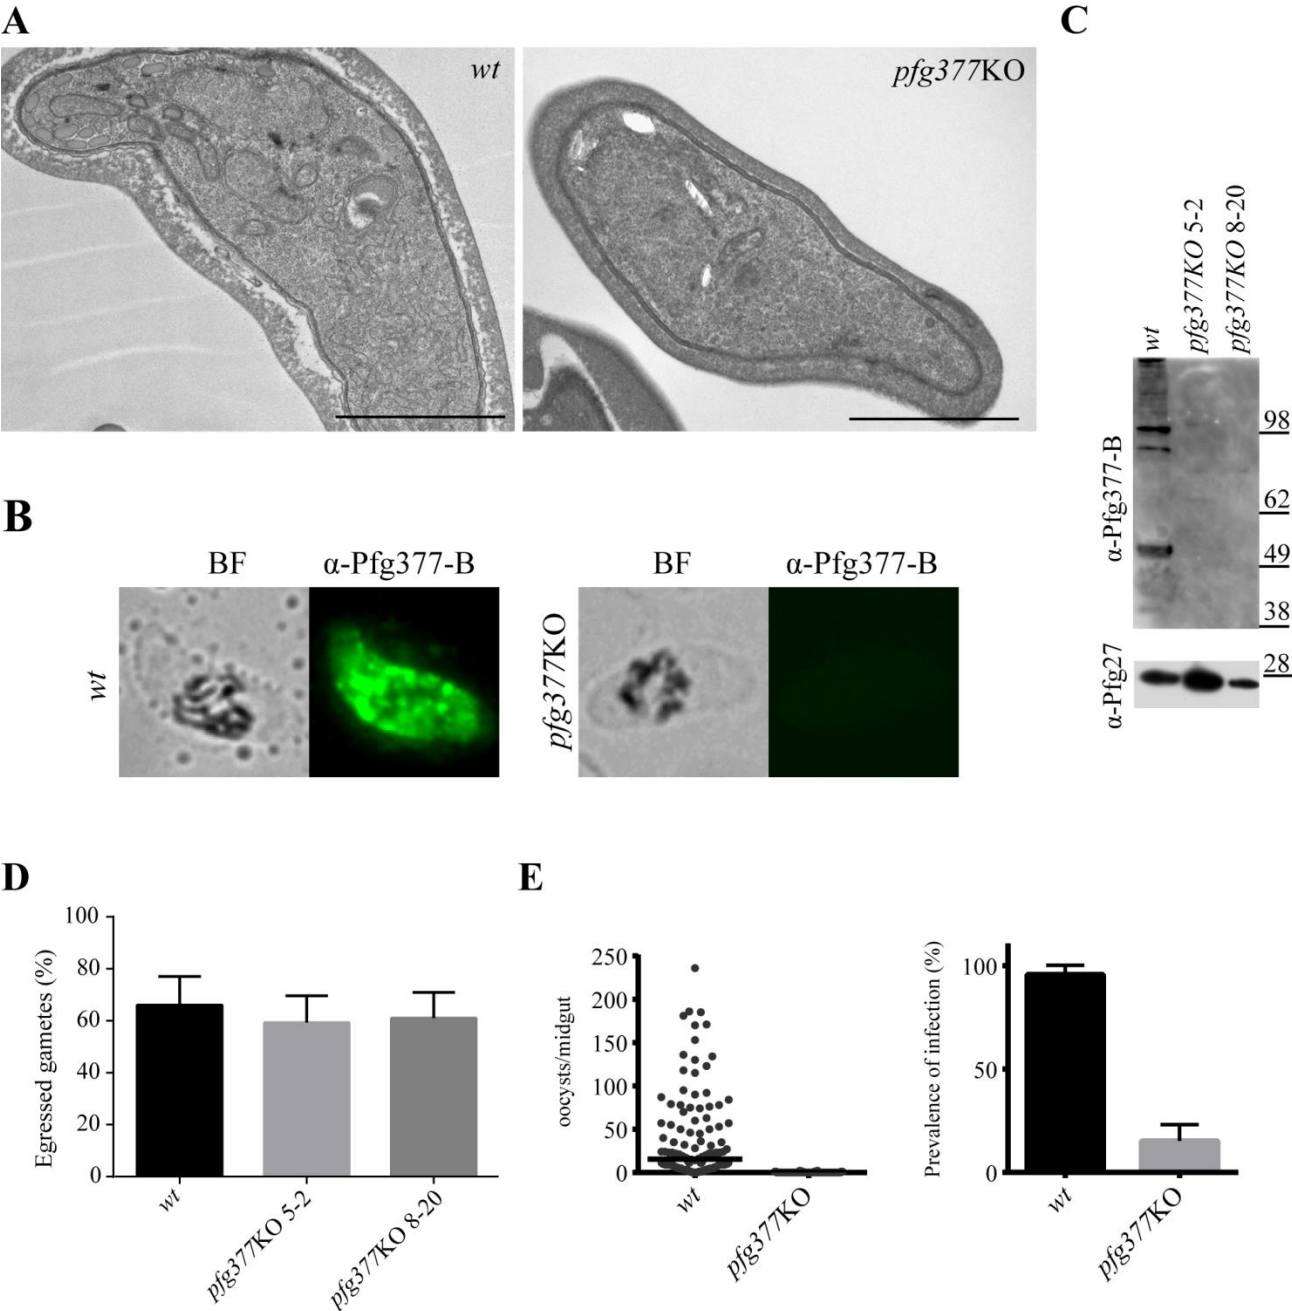 A
wt
pfg377KO
C
wt
pfg377KO 5-2
pfg377KO 8-20
α-Pfg377-B
98
62
49
38
α-Pfg27
28
B
BF
α-Pfg377-B
wt
BF
α-Pfg377-B
pfg377KO
D
Egressed gametes (%)
100
80
60
40
20
0
wt
pfg377KO 5-2
pfg377KO 8-20
E
oocysts/midgut
250
200
150
100
50
0
wt
pfg377KO
Prevalence of infection (%)
100
50
0
wt
pfg377KO